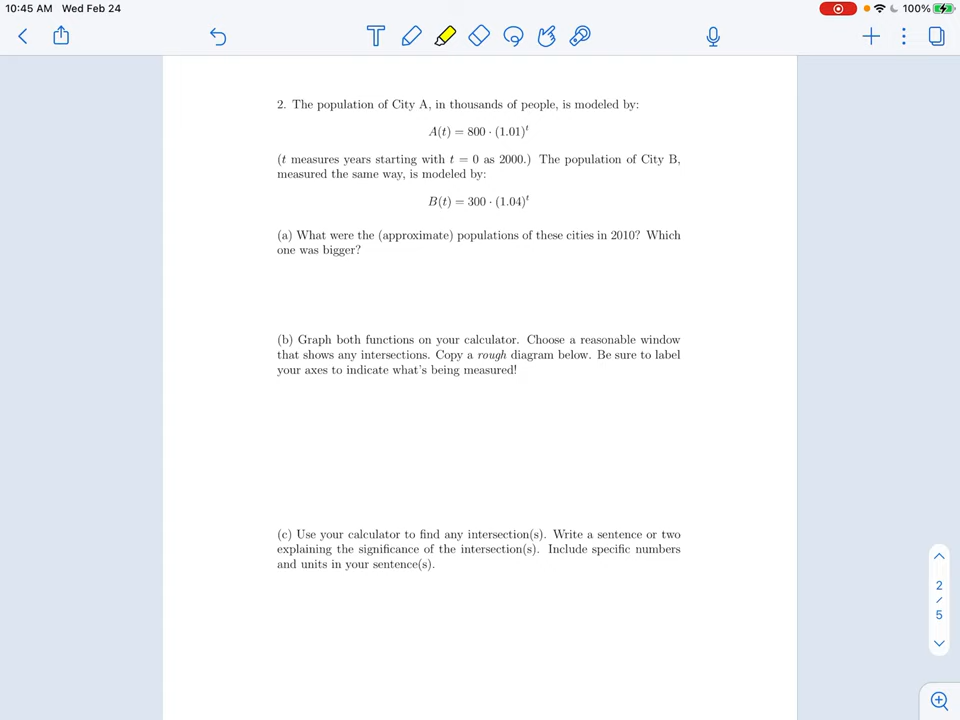 10:45 AM Wed Feb 24
100%
T
2. The population of City A, in thousands of people, is modeled by:
A(t) = 800 · (1.01)^t
(t measures years starting with t = 0 as 2000.) The population of City B,
measured the same way, is modeled by:
B(t) = 300 · (1.04)^t
(a) What were the (approximate) populations of these cities in 2010? Which
one was bigger?
(b) Graph both functions on your calculator. Choose a reasonable window
that shows any intersections. Copy a rough diagram below. Be sure to label
your axes to indicate what's being measured!
(c) Use your calculator to find any intersection(s). Write a sentence or two
explaining the significance of the intersection(s). Include specific numbers
and units in your sentence(s).
2
/
5